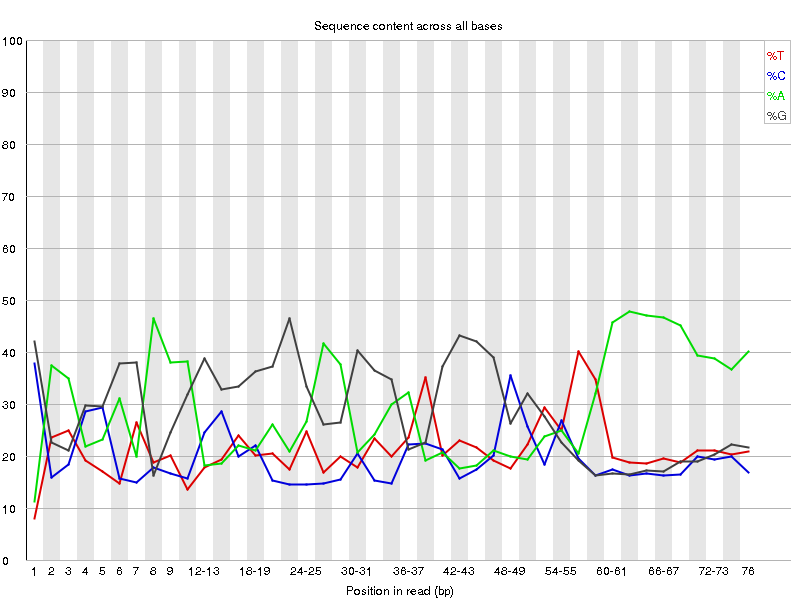 Sequence content across all bases
100
90
80
70
60
50
40
30
20
10
0
%T
%C
%A
%G
1 2 3 4 5 6 7 8 9 12-13 18-19 24-25 30-31 36-37 42-43 48-49 54-55 60-61 66-67 72-73 76
Position in read (bp)